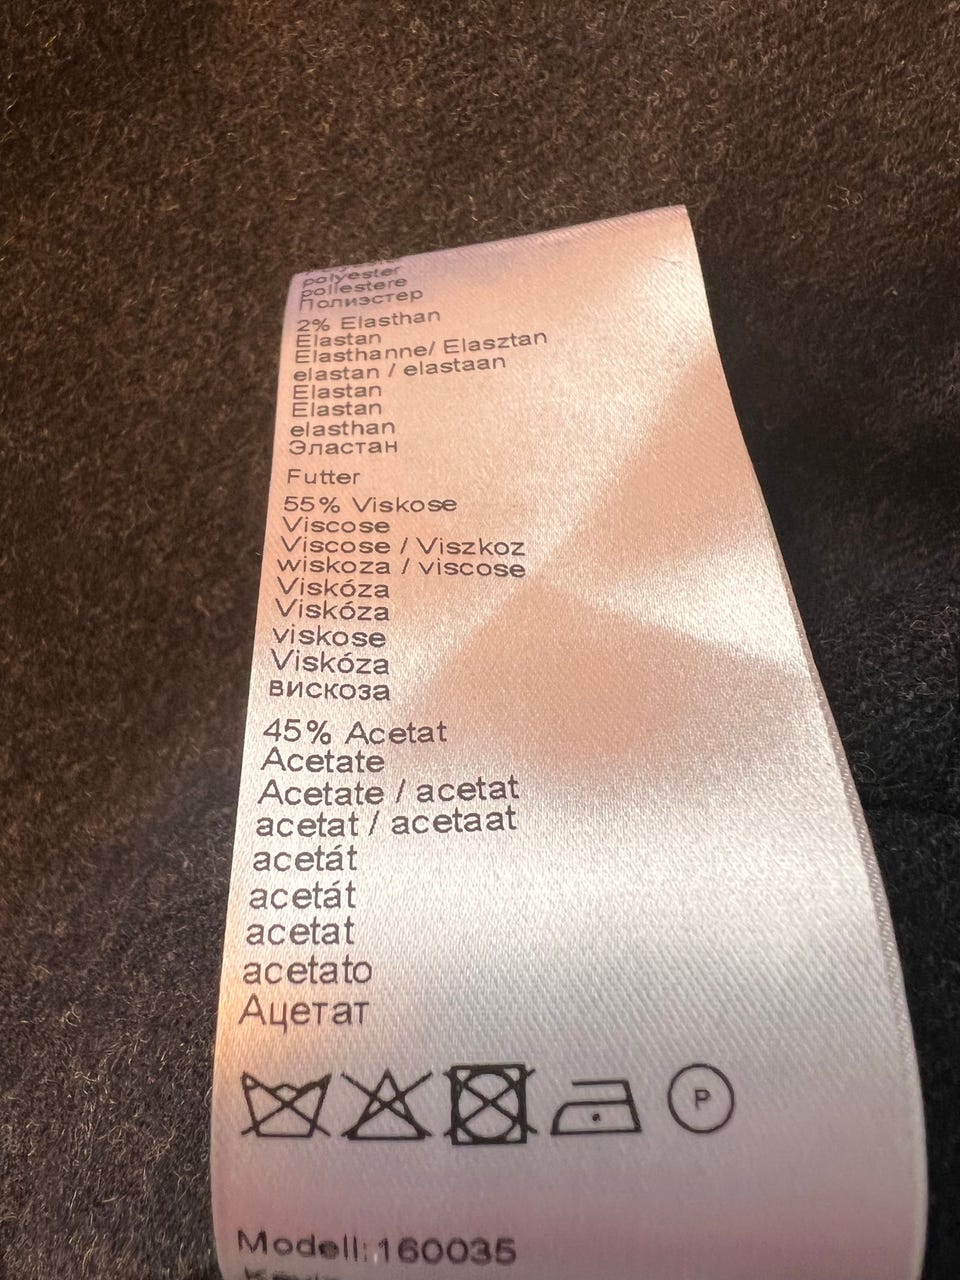 polyester
poliestere
Полиэстер
2% Elasthan
Elastan
Elasthanne/ Elasztan
elastan / elastaan
Elastan
Elastan
elasthan
Эластан
Futter
55% Viskose
Viscose
Viscose / Viszkoz
wiskoza / viscose
Viskóza
Viskóza
viskose
Viskóza
вискоза
45% Acetat
Acetate
Acetate / acetat
acetat / acetaat
acetát
acetát
acetat
acetato
Ацетат
P
Modell:160035